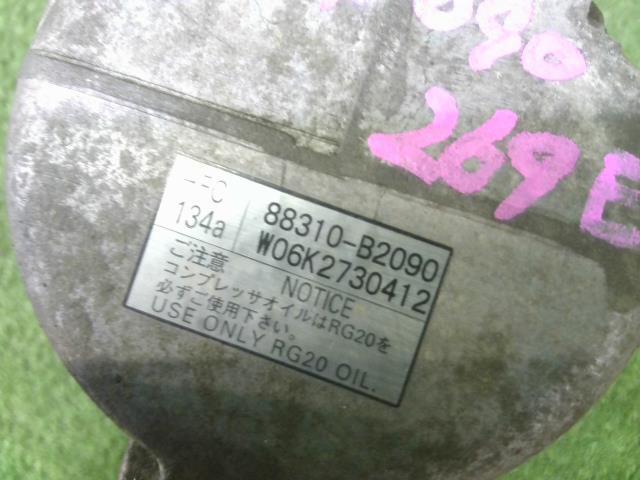 090
269E
134a
88310-B2090
W06K2730412
ご注意 NOTICE
コンプレッサオイルはRG20を
必ずご使用下さい。
USE ONLY RG20 OIL.